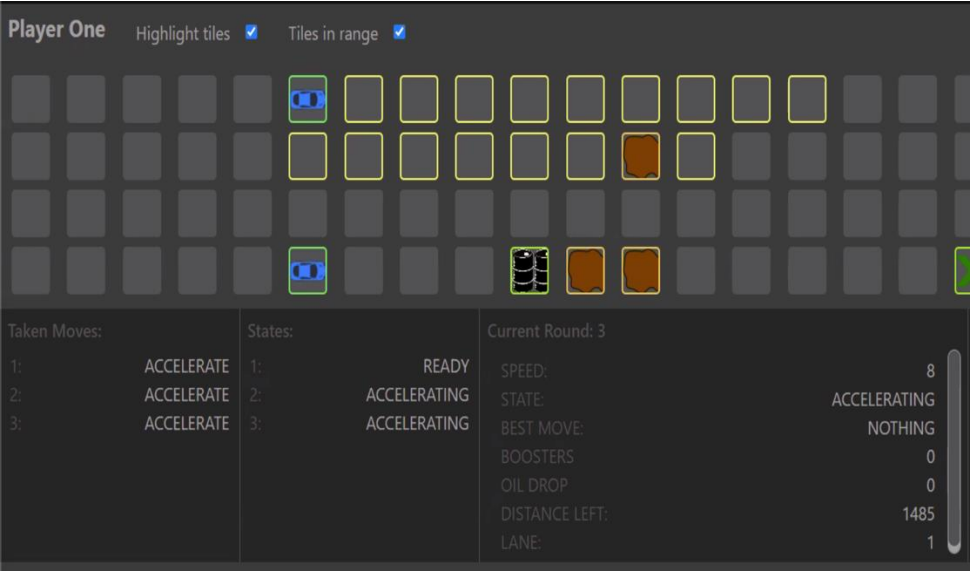 Player One Highlight tiles Tiles in range
Taken Moves: States: Current Round: 3
1: ACCELERATE 1: READY SPEED: 8
2: ACCELERATE 2: ACCELERATING STATE: ACCELERATING
3: ACCELERATE 3: ACCELERATING BEST MOVE: NOTHING
BOOSTERS 0
OIL DROP 0
DISTANCE LEFT: 1485
LANE: 1